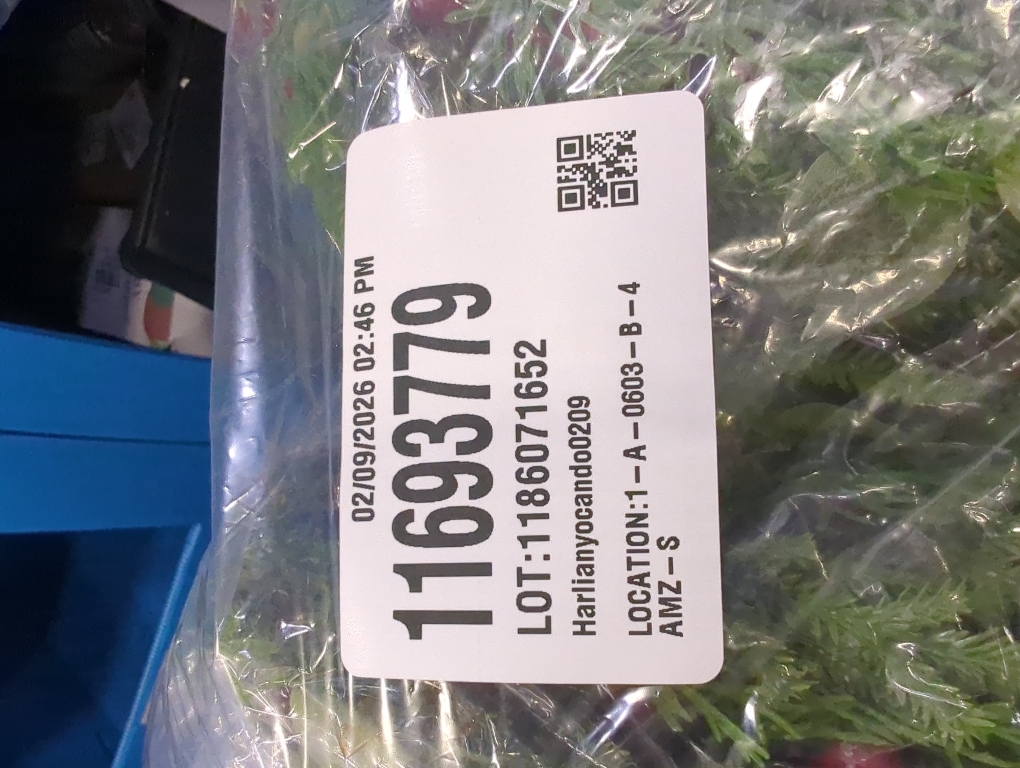 02/09/2026 02:46 PM
11693779
LOT:1186071652
Harlianyocando0209
LOCATION:1-A-0603-B-4
AMZ-S